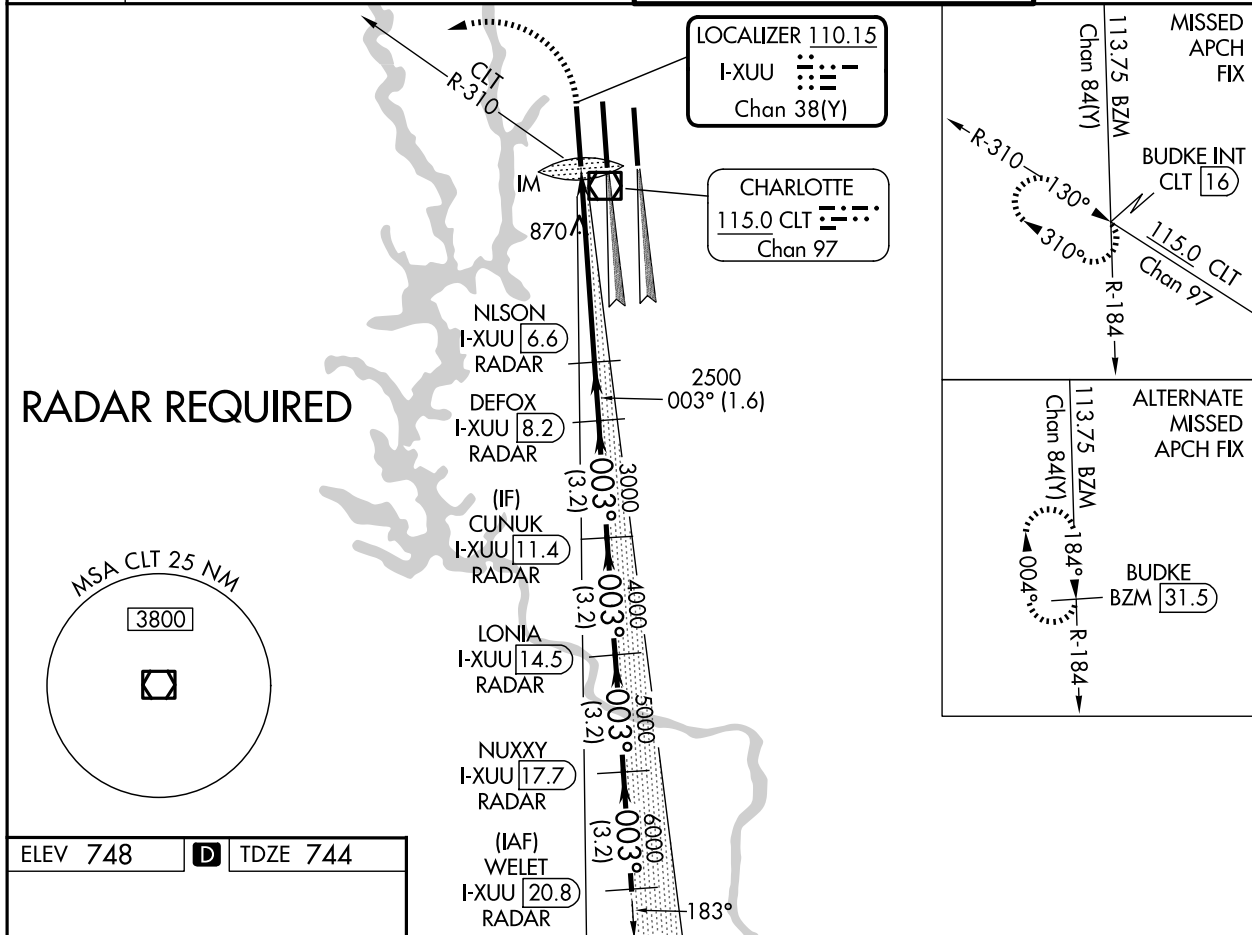 LOCALIZER 110.15
I-XUU
Chan 38(Y)
CLT
R-310
IM
CHARLOTTE
115.0 CLT
Chan 97
870
NLSON
I-XUU 6.6
RADAR
2500
003° (1.6)
RADAR REQUIRED
DEFOX
I-XUU 8.2
RADAR
003°
(3.2)
3000
(IF)
CUNUK
I-XUU 11.4
RADAR
003°
(3.2)
4000
LONIA
I-XUU 14.5
RADAR
003°
(3.2)
5000
NUXXY
I-XUU 17.7
RADAR
003°
(3.2)
6000
(IAF)
WELET
I-XUU 20.8
RADAR
183°
MSA CLT 25 NM
3800
ELEV 748 D TDZE 744
MISSED
APCH
FIX
113.75 BZM
Chan 84(Y)
R-310
130°
310°
BUDKE INT
CLT 16
115.0 CLT
Chan 97
R-184
ALTERNATE
MISSED
APCH FIX
113.75 BZM
Chan 84(Y)
184°
004°
BUDKE
BZM 31.5
R-184